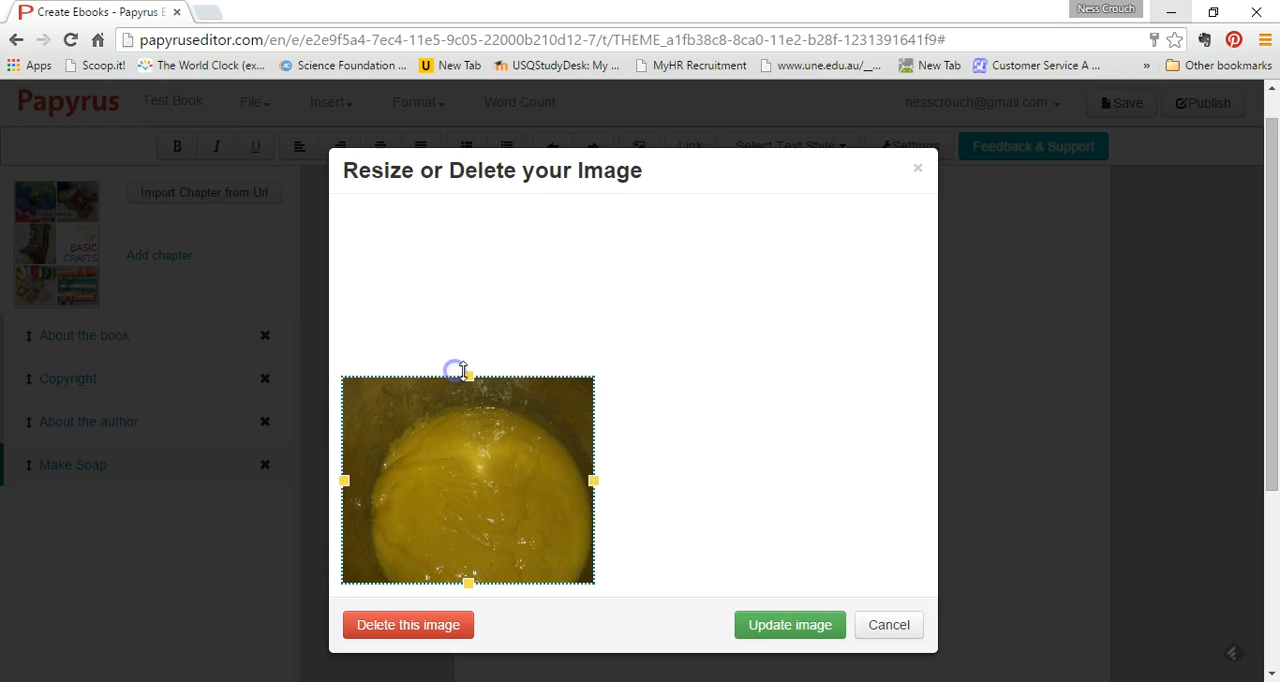 Create Ebooks - Papyrus E
Ness Crouch
papyruseditor.com/en/e/e2e9f5a4-7ec4-11e5-9c05-22000b210d12-7/t/THEME_a1fb38c8-8ca0-11e2-b28f-1231391641f9#
Apps Scoop.it! The World Clock (ex... Science Foundation ... New Tab USQStudyDesk: My ... MyHR Recruitment www.une.edu.au/__... New Tab Customer Service A ... » Other bookmarks
Papyrus Test Book File Insert Format Word Count nesscrouch@gmail.com Save Publish
B I U Link Select Text Style Settings Feedback & Support
Resize or Delete your Image ×
Import Chapter from Url
BASIC
CRAFTS
Add chapter
About the book
Copyright
About the author
Make Soap
Delete this image Update image Cancel